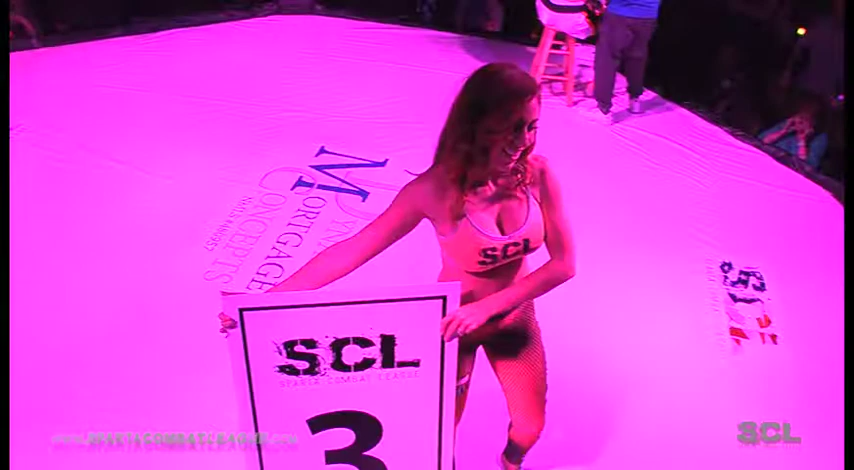 M
MORTGAGE
CONCEPTS
SCL
SCL
SPARTA COMBAT LEAGUE
3
WWW.SPARTACOMBATLEAGUE.COM
SCL